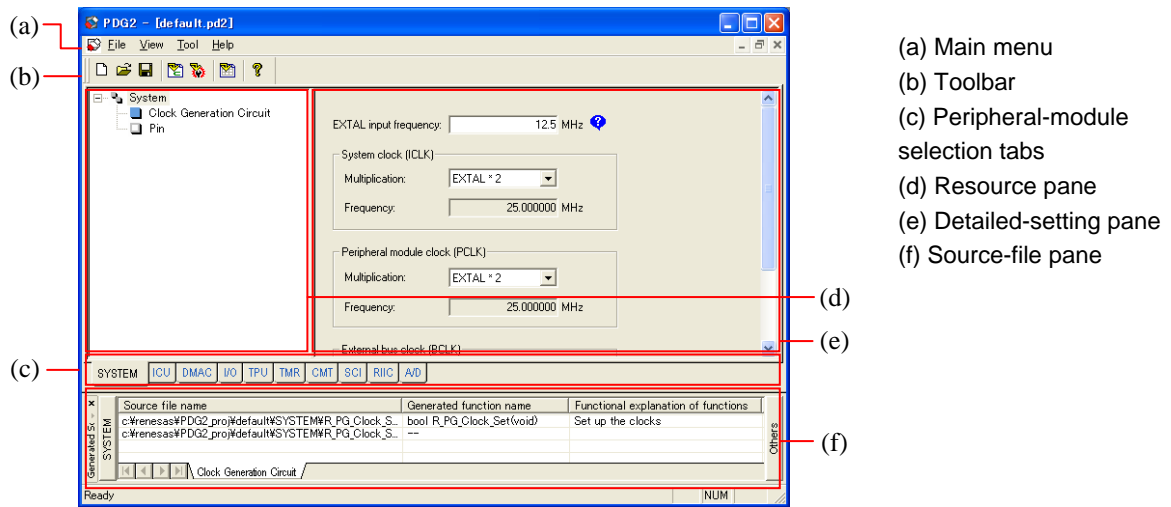 (a)
PDG2 - [default.pd2]
File View Tool Help
(b)
System
Clock Generation Circuit
Pin
EXTAL input frequency: 12.5 MHz
System clock (ICLK)
Multiplication: EXTAL * 2
Frequency: 25.000000 MHz
Peripheral module clock (PCLK)
Multiplication: EXTAL * 2
Frequency: 25.000000 MHz
External bus clock (BCLK)
(d)
(e)
(c)
SYSTEM ICU DMAC I/O TPU TMR CMT SCI RIIC A/D
Source file name Generated function name Functional explanation of functions
c:¥renesas¥PDG2_proj¥default¥SYSTEM¥R_PG_Clock_S... bool R_PG_Clock_Set(void) Set up the clocks
c:¥renesas¥PDG2_proj¥default¥SYSTEM¥R_PG_Clock_S... --
Generated So
SYSTEM
Others
(f)
Clock Generation Circuit
Ready NUM
(a) Main menu
(b) Toolbar
(c) Peripheral-module
selection tabs
(d) Resource pane
(e) Detailed-setting pane
(f) Source-file pane